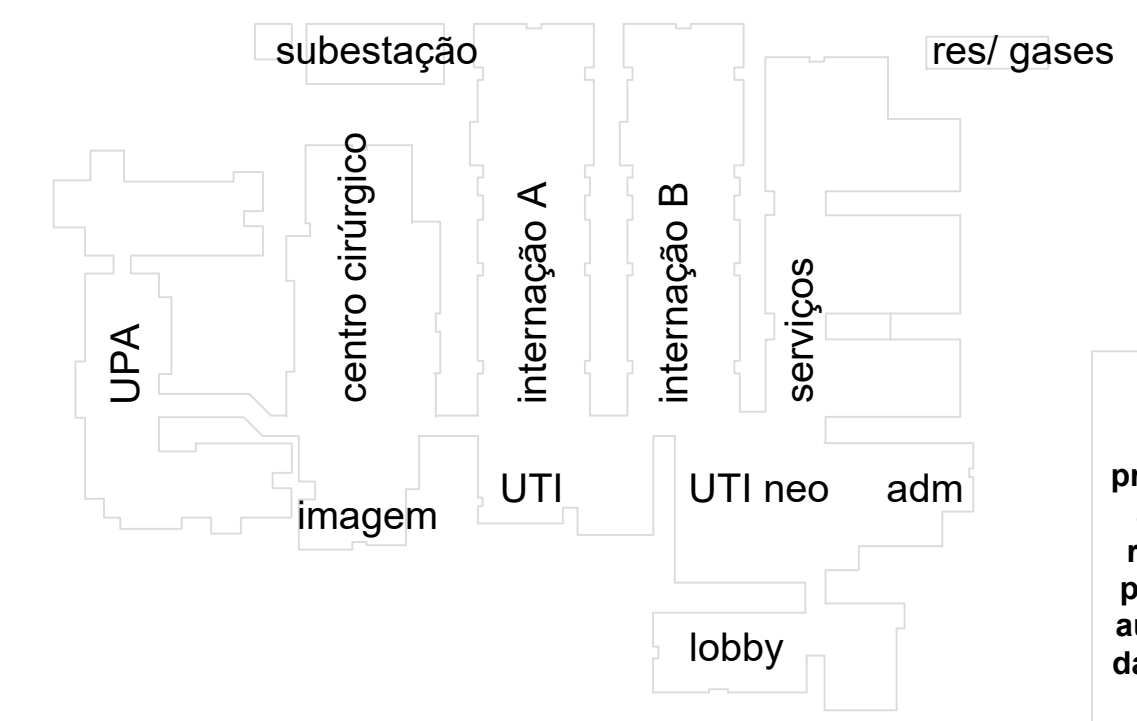 subestação
res/ gases
centro cirúrgico
internação A
internação B
serviços
UPA
UTI
UTI neo
adm
imagem
lobby